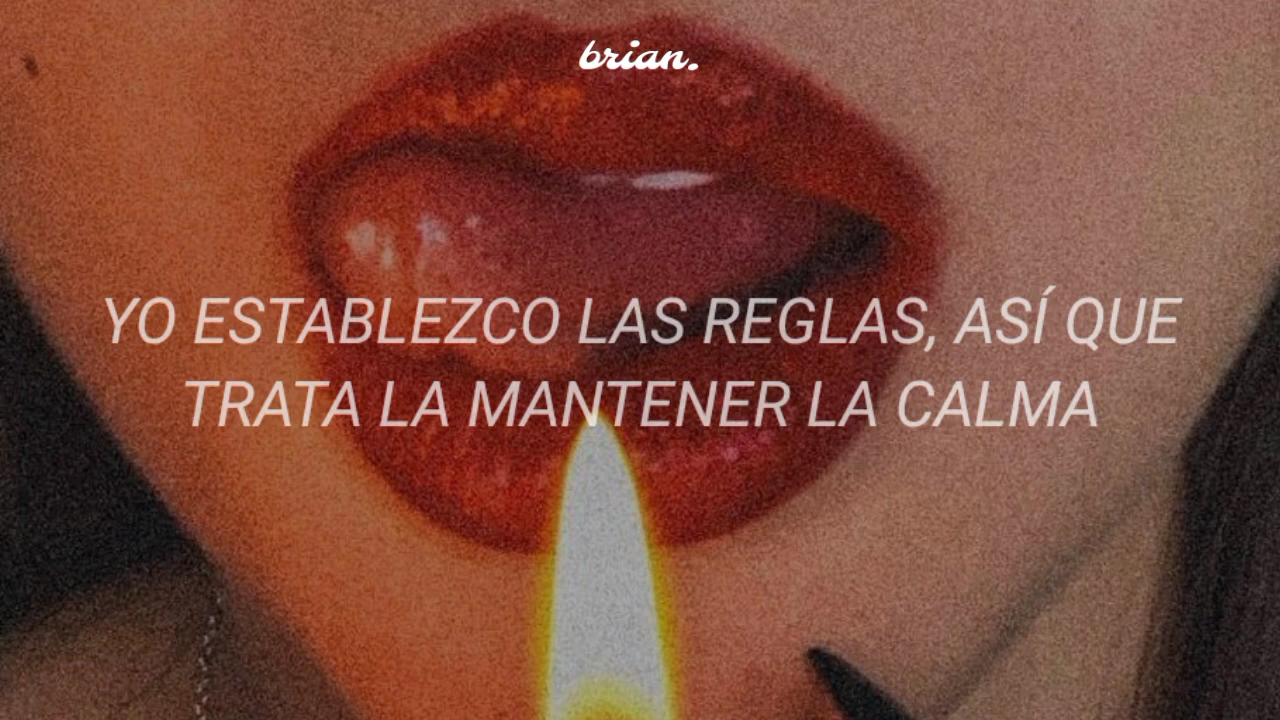 brian.
YO ESTABLEZCO LAS REGLAS, ASÍ QUE
TRATA LA MANTENER LA CALMA